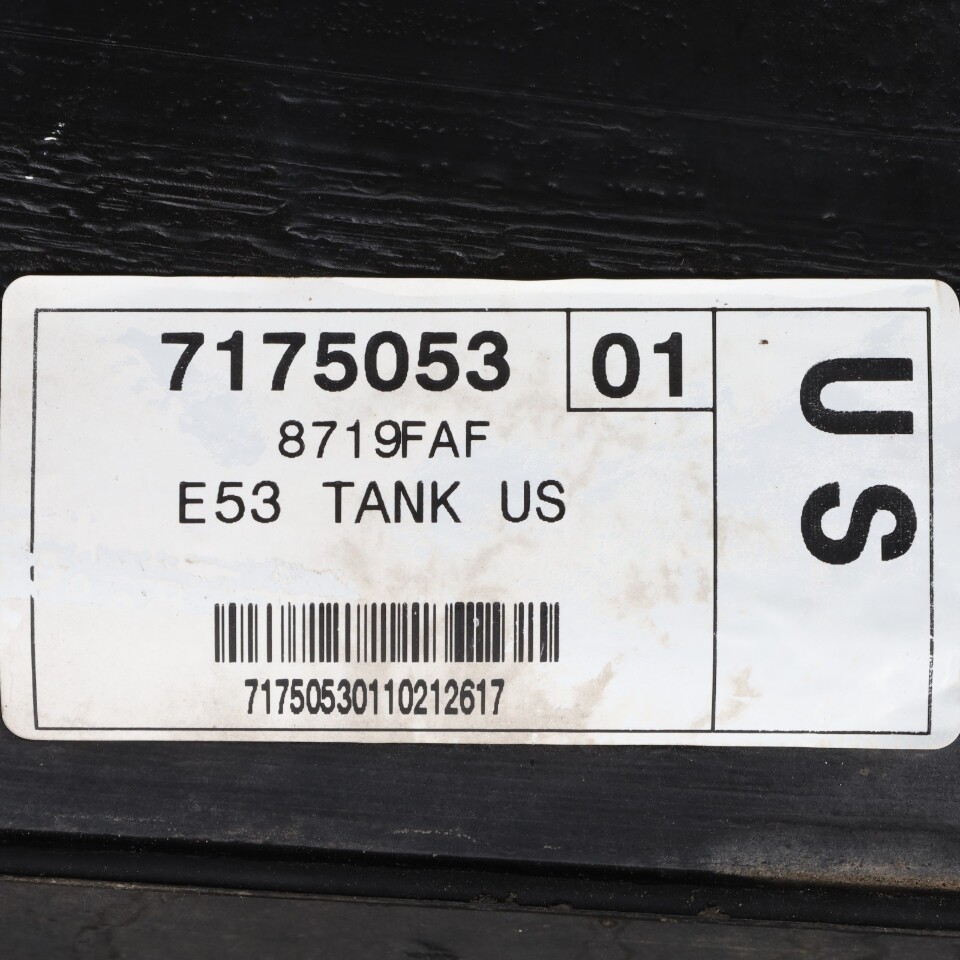 7175053 01
8719FAF
E53 TANK US
71750530110212617
US